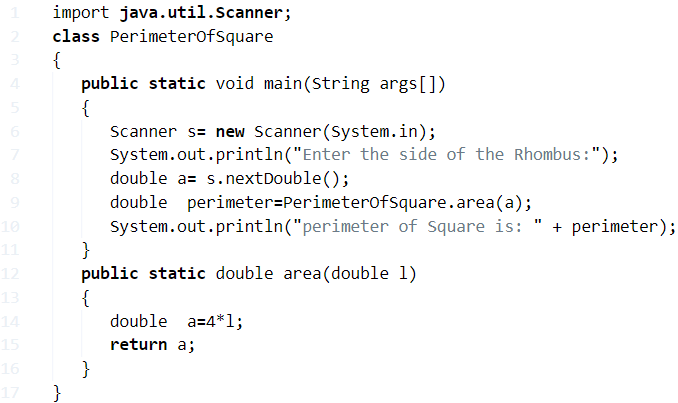 1 import java.util.Scanner;
2 class PerimeterOfSquare
3 {
4 public static void main(String args[])
5 {
6 Scanner s= new Scanner(System.in);
7 System.out.println("Enter the side of the Rhombus:");
8 double a= s.nextDouble();
9 double  perimeter=PerimeterOfSquare.area(a);
10 System.out.println("perimeter of Square is: " + perimeter);
11 }
12 public static double area(double l)
13 {
14 double  a=4*l;
15 return a;
16 }
17 }